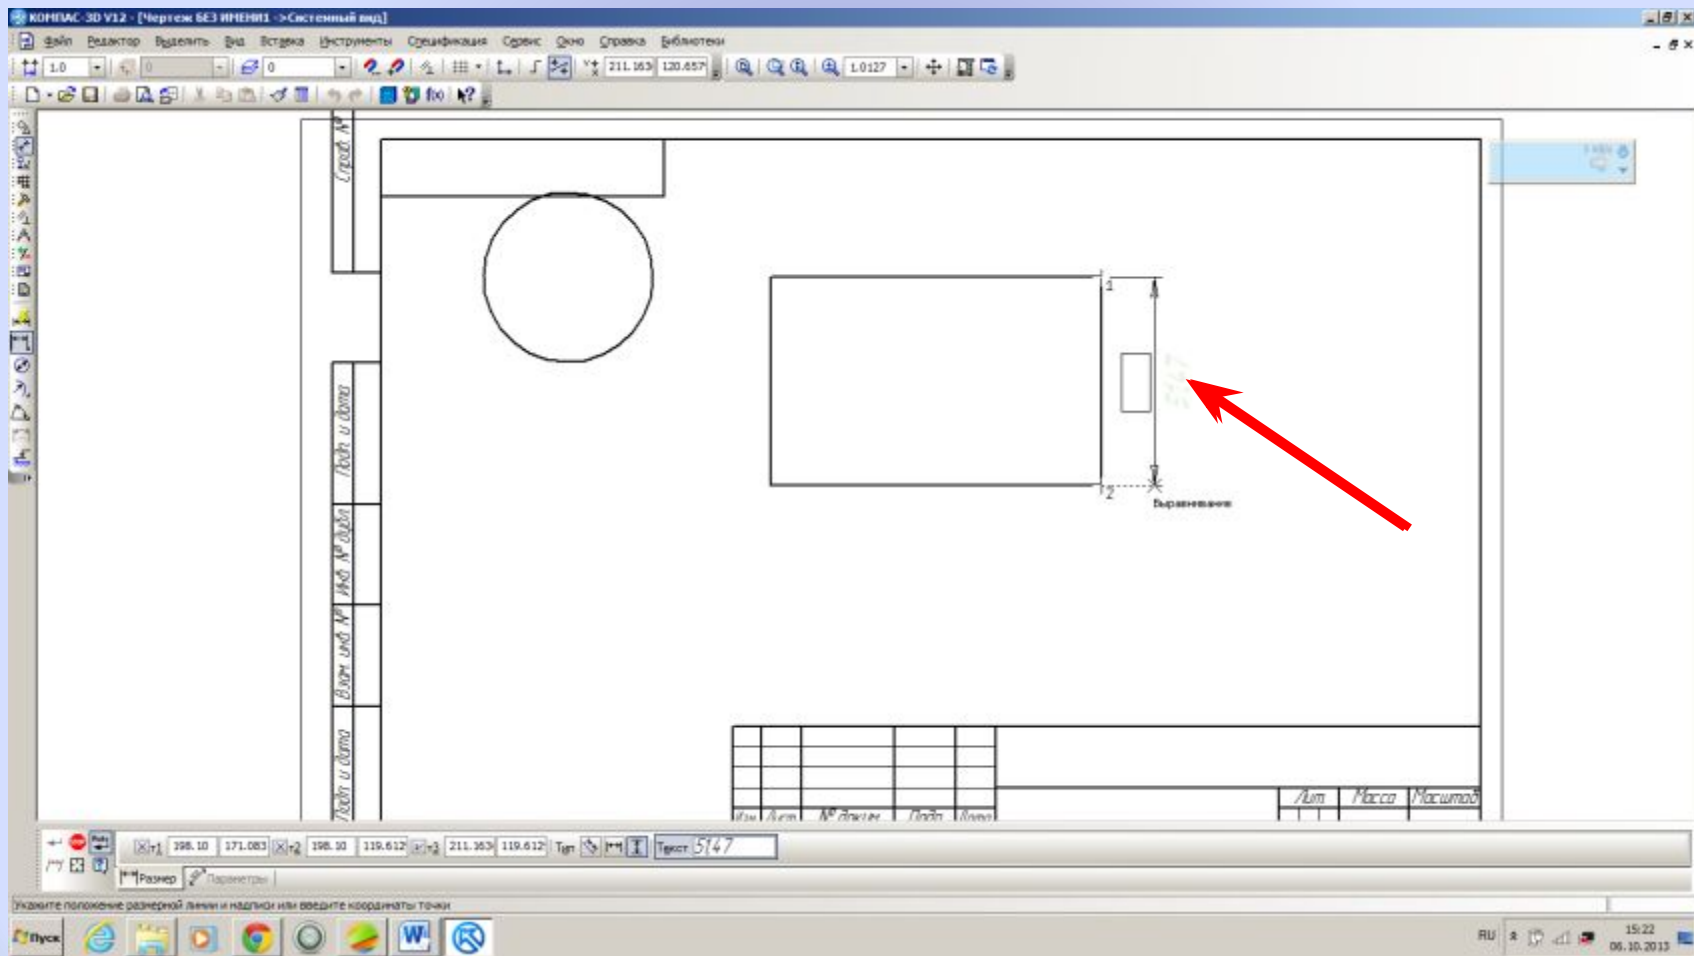 КОМПАС-3D V12 - [Чертеж БЕЗ ИМЕНИ1 ->Системный вид]
Файл Редактор Выделить Вид Вставка Инструменты Спецификация Сервис Окно Справка Библиотеки
1.0 0 0 211.163 120.657 1.0127
Справ. №
1
Подп. и дата
2
Выравнивание
Инв. № дубл.
Взам. инв. №
Подп. и дата
Лит. Масса Масштаб
Изм Лист № докум. Подп. Дата
т1 198.10 171.083 т2 198.10 119.612 т3 211.163 119.612 Тип Текст 5147
Размер Параметры
Укажите положение размерной линии и надписи или введите координаты точки
Пуск
RU 15:22
06.10.2013